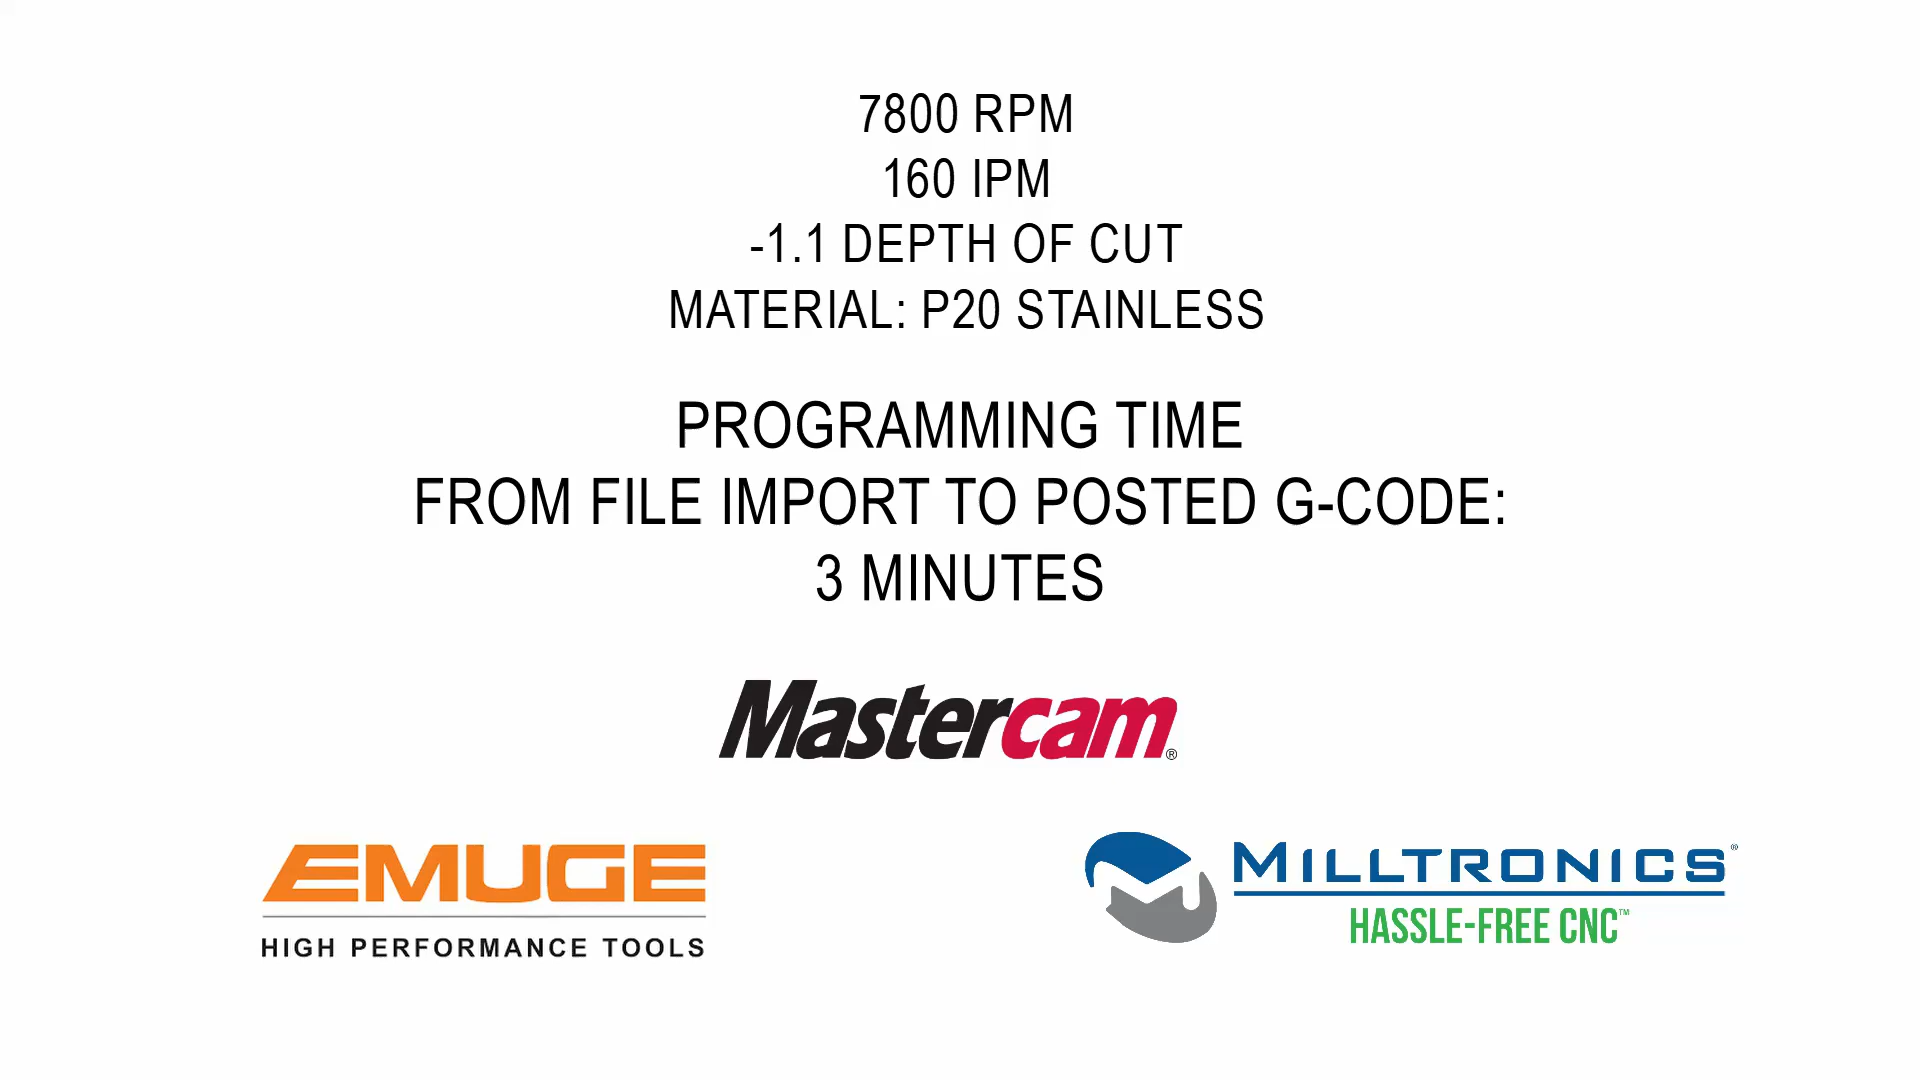 7800 RPM
160 IPM
-1.1 DEPTH OF CUT
MATERIAL: P20 STAINLESS
PROGRAMMING TIME
FROM FILE IMPORT TO POSTED G-CODE:
3 MINUTES
Mastercam®
EMUGE
HIGH PERFORMANCE TOOLS
MILLTRONICS®
HASSLE-FREE CNC™